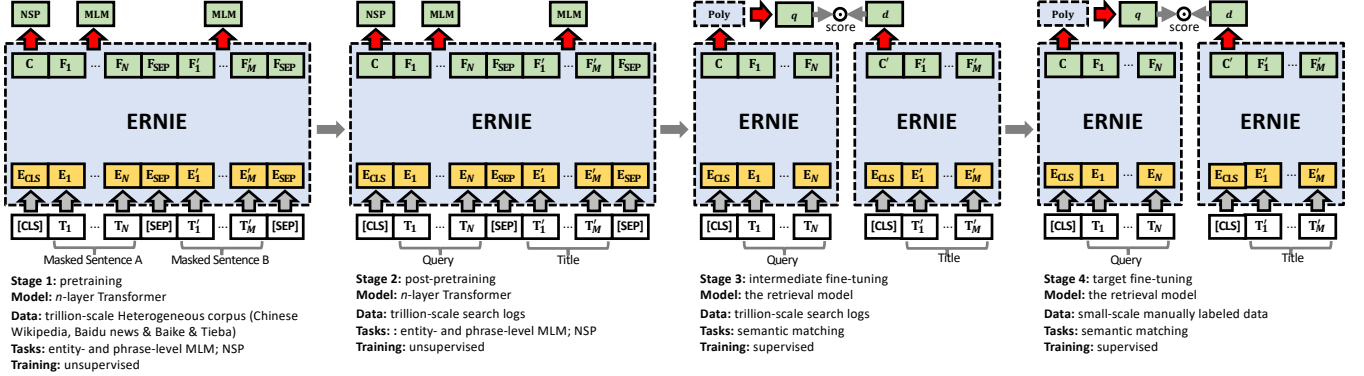 NSP MLM MLM
C F1 ... FN FSEP F'1 ... F'M FSEP
ERNIE
ECLS E1 ... EN ESEP E'1 ... E'M ESEP
[CLS] T1 ... TN [SEP] T'1 ... T'M [SEP]
Masked Sentence A Masked Sentence B
Stage 1: pretraining
Model: n-layer Transformer
Data: trillion-scale Heterogeneous corpus (Chinese
Wikipedia, Baidu news & Baike & Tieba)
Tasks: entity- and phrase-level MLM; NSP
Training: unsupervised
NSP MLM MLM
C F1 ... FN FSEP F'1 ... F'M FSEP
ERNIE
ECLS E1 ... EN ESEP E'1 ... E'M ESEP
[CLS] T1 ... TN [SEP] T'1 ... T'M [SEP]
Query Title
Stage 2: post-pretraining
Model: n-layer Transformer
Data: trillion-scale search logs
Tasks: : entity- and phrase-level MLM; NSP
Training: unsupervised
Poly q d
score
C F1 ... FN C' F'1 ... F'M
ERNIE ERNIE
ECLS E1 ... EN ECLS E'1 ... E'M
[CLS] T1 ... TN [CLS] T'1 ... T'M
Query Title
Stage 3: intermediate fine-tuning
Model: the retrieval model
Data: trillion-scale search logs
Tasks: semantic matching
Training: supervised
Poly q d
score
C F1 ... FN C' F'1 ... F'M
ERNIE ERNIE
ECLS E1 ... EN ECLS E'1 ... E'M
[CLS] T1 ... TN [CLS] T'1 ... T'M
Query Title
Stage 4: target fine-tuning
Model: the retrieval model
Data: small-scale manually labeled data
Tasks: semantic matching
Training: supervised